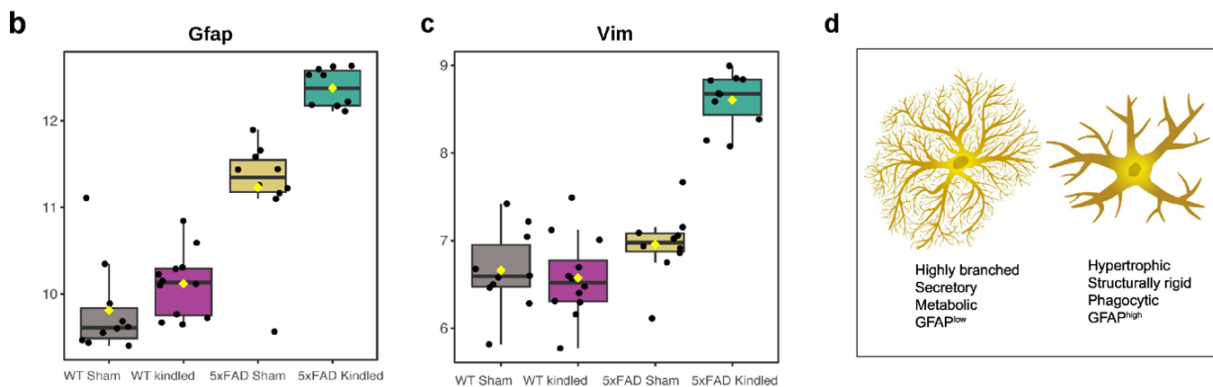 b
Gfap
12
11
10
WT Sham
WT kindled
5xFAD Sham
5xFAD Kindled
c
Vim
9
8
7
6
WT Sham
WT kindled
5xFAD Sham
5xFAD Kindled
d
Highly branched
Secretory
Metabolic
GFAPlow
Hypertrophic
Structurally rigid
Phagocytic
GFAPhigh